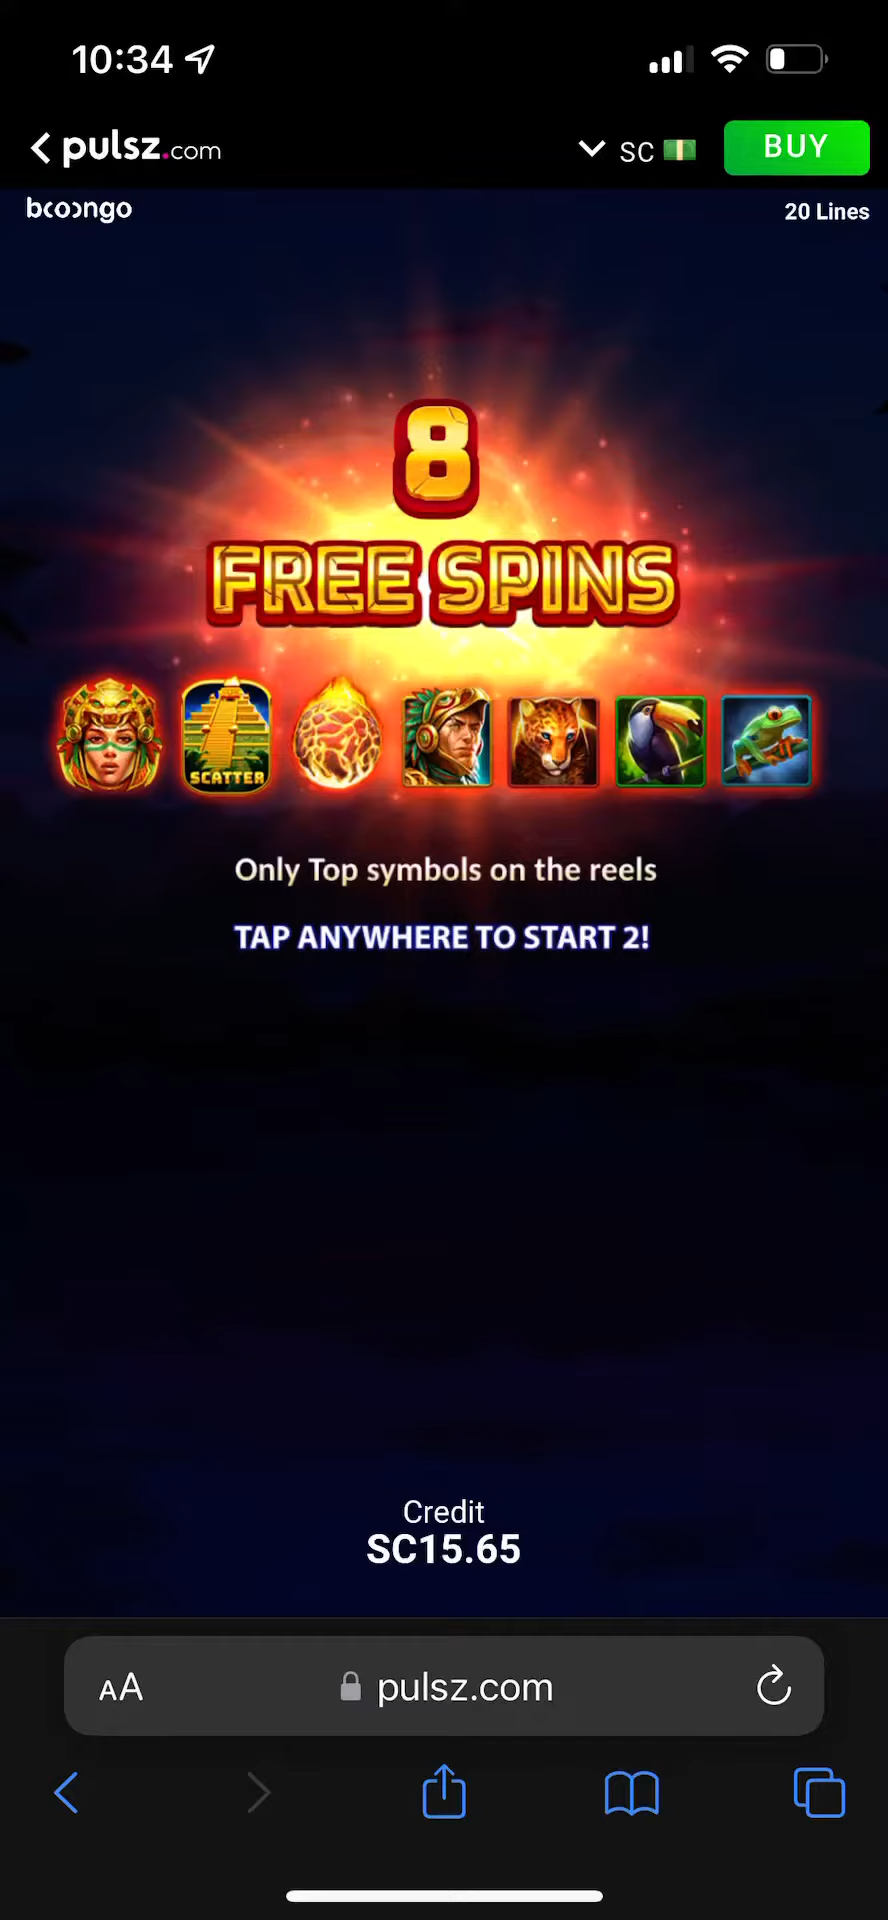 10:34
pulsz.com
SC
BUY
booongo
20 Lines
8
FREE SPINS
SCATTER
Only Top symbols on the reels
TAP ANYWHERE TO START 2!
Credit
SC15.65
AA
pulsz.com